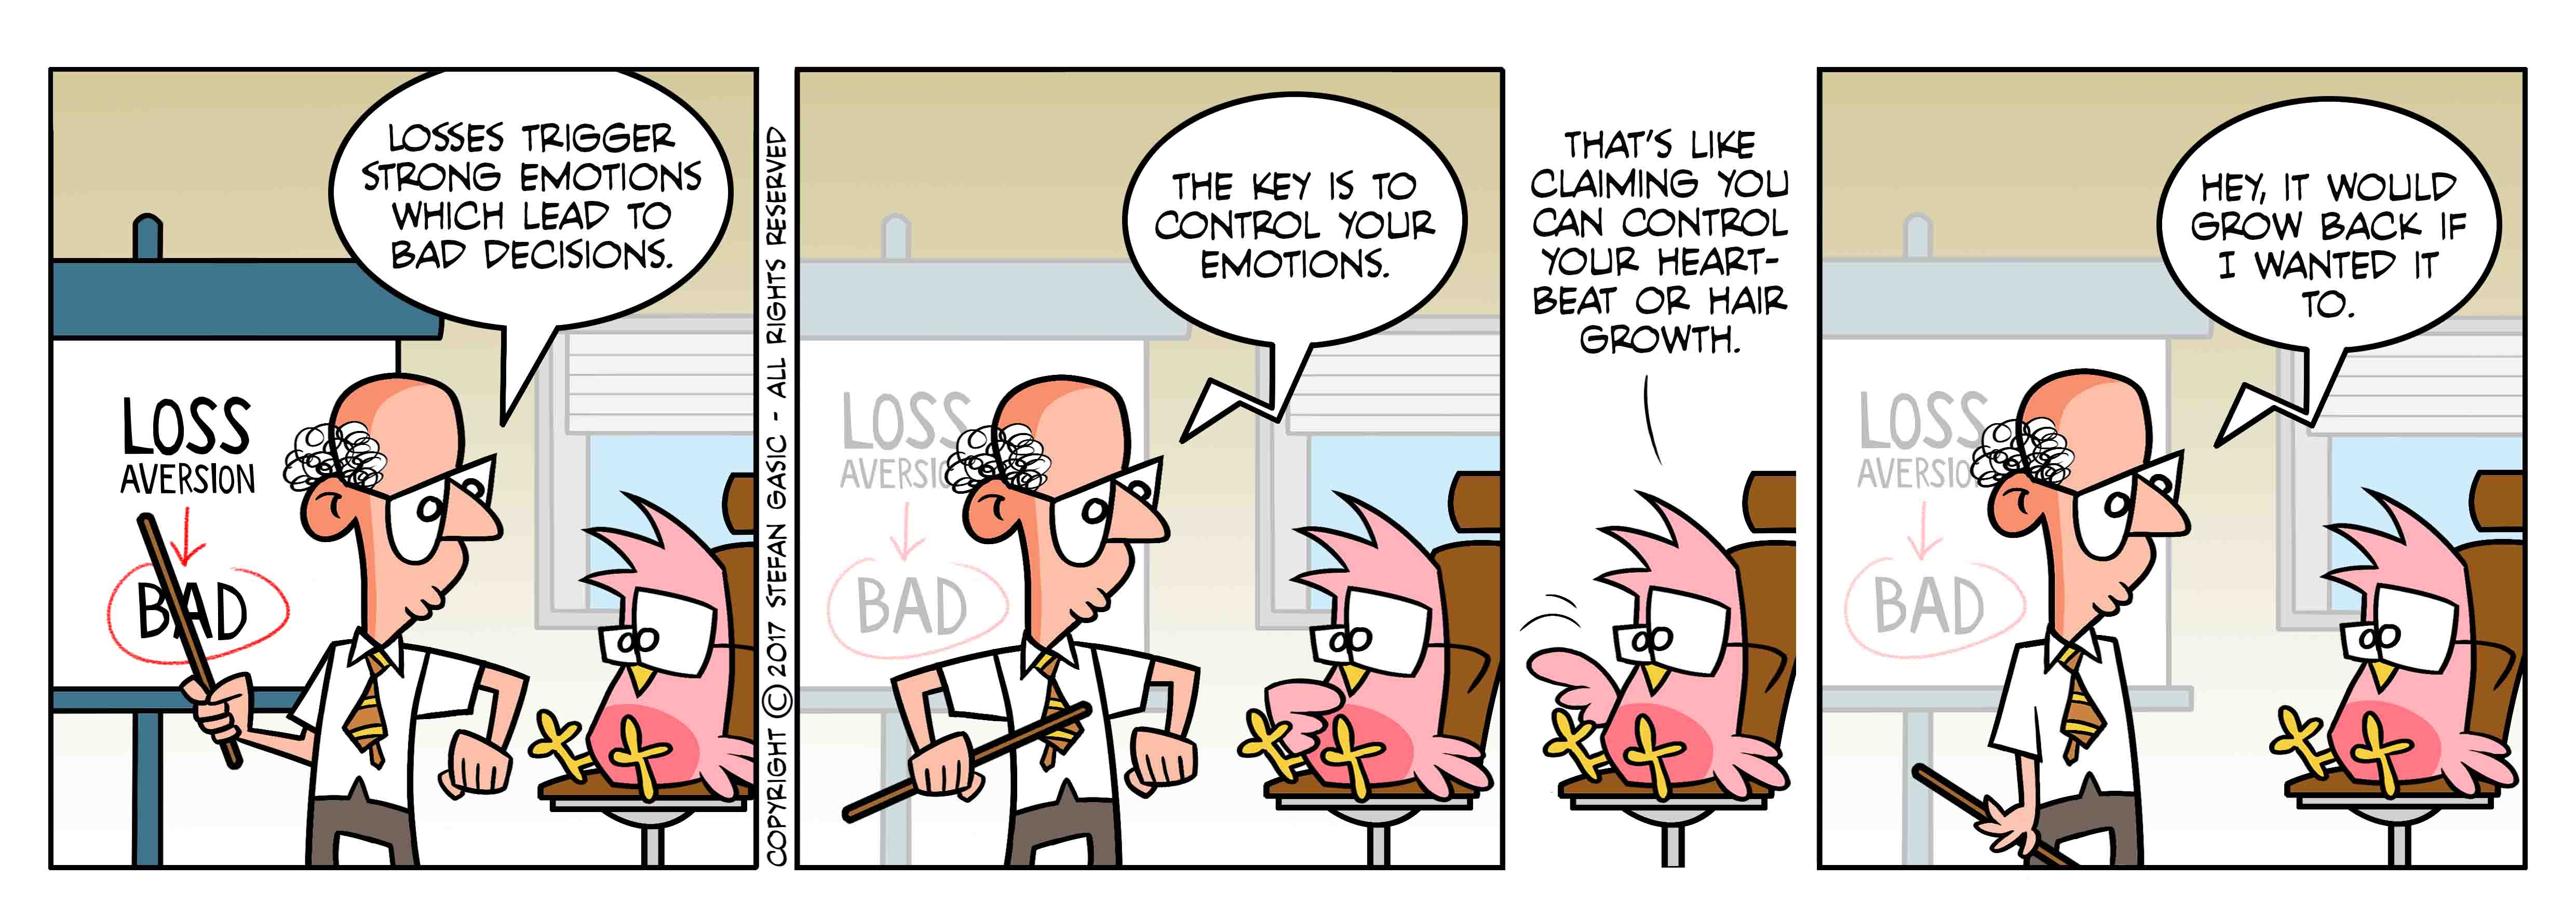 LOSSES TRIGGER
STRONG EMOTIONS
WHICH LEAD TO
BAD DECISIONS.
LOSS
AVERSION
BAD
COPYRIGHT © 2017 STEFAN GASIC - ALL RIGHTS RESERVED
THE KEY IS TO
CONTROL YOUR
EMOTIONS.
LOSS
AVERSIO
BAD
THAT'S LIKE
CLAIMING YOU
CAN CONTROL
YOUR HEART-
BEAT OR HAIR
GROWTH.
HEY, IT WOULD
GROW BACK IF
I WANTED IT
TO.
LOSS
AVERSIO
BAD